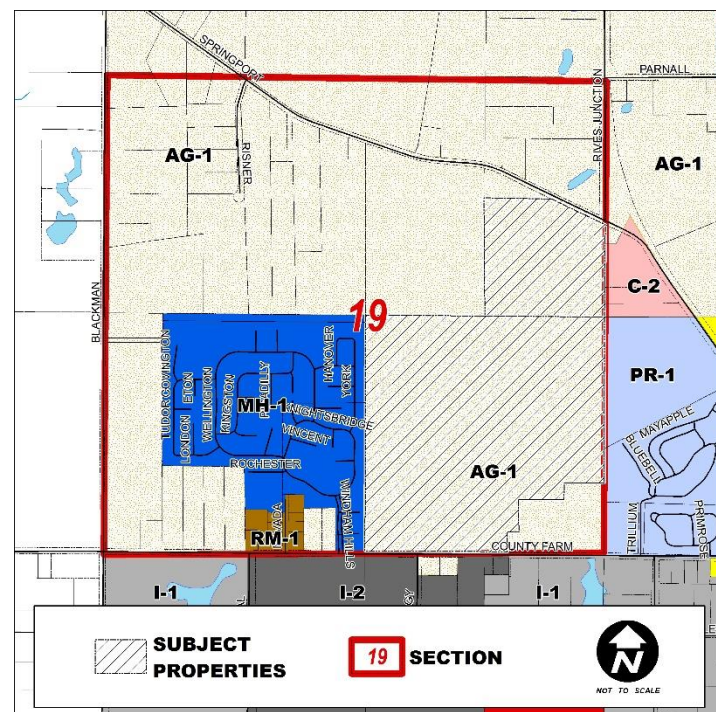 SPRINGPORT
PARNALL
RIVES JUNCTION
AG-1
RISNER
AG-1
C-2
BLACKMAN
19
PR-1
TUDOR COVINGTON
LONDON
ETON
WELLINGTON
KINGSTON
HANOVER
YORK
MH-1
KNIGHTSBRIDGE
VINCENT
ROCHESTER
WINDHAM HILLS
AG-1
MAYAPPLE
BLUEBELL
TRILLIUM
PRIMROSE
RM-1
COUNTY FARM
I-1
I-2
I-1
SUBJECT
PROPERTIES
19 SECTION
N
NOT TO SCALE